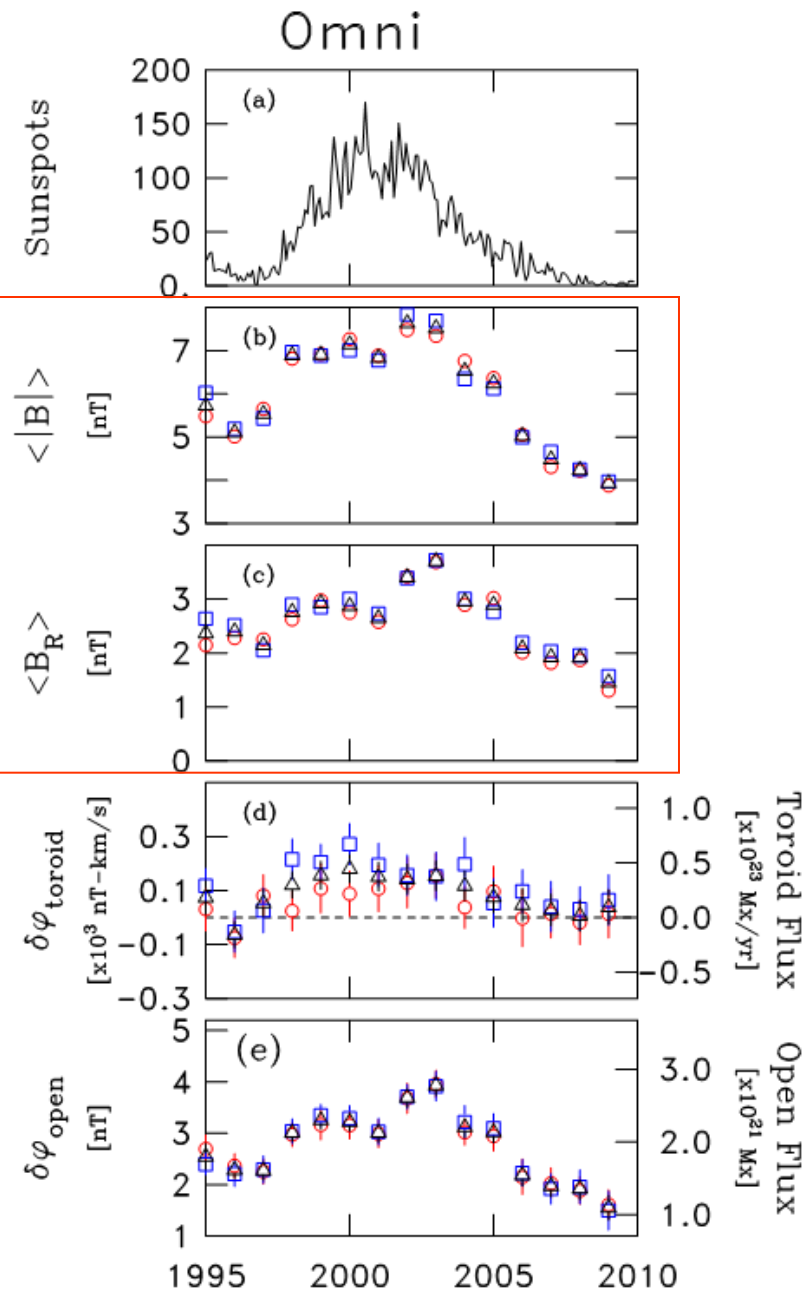 Omni
Sunspots
200
150
100
50
0.
(a)
<|B|>
[nT]
7
5
3
(b)
<B_R>
[nT]
3
2
1
0
(c)
δφ_toroid
[x10³ nT-km/s]
0.3
0.1
-0.1
-0.3
(d)
1.0
0.5
0.0
-0.5
Toroid Flux
[x10²³ Mx/yr]
δφ_open
[nT]
5
4
3
2
1
(e)
3.0
2.0
1.0
Open Flux
[x10²¹ Mx]
1995 2000 2005 2010